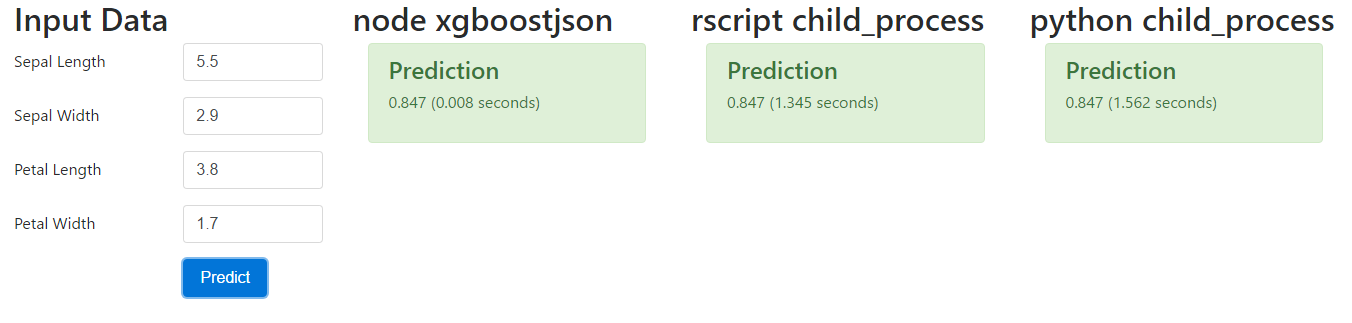 Input Data
Sepal Length 5.5
Sepal Width 2.9
Petal Length 3.8
Petal Width 1.7
Predict
node xgboostjson
Prediction
0.847 (0.008 seconds)
rscript child_process
Prediction
0.847 (1.345 seconds)
python child_process
Prediction
0.847 (1.562 seconds)